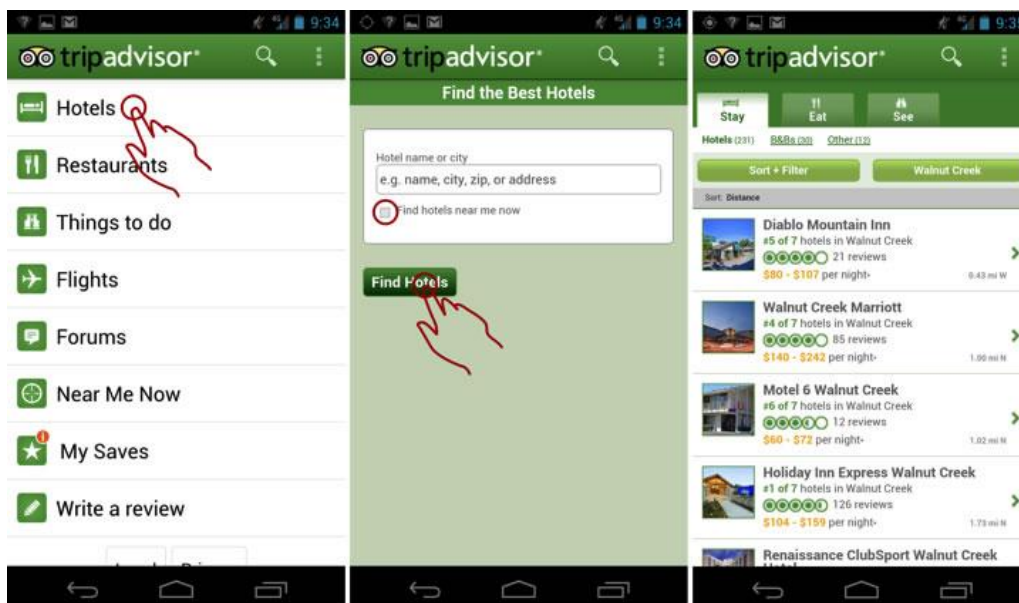 9:34
tripadvisor
Hotels
Restaurants
Things to do
Flights
Forums
Near Me Now
My Saves
Write a review
9:34
tripadvisor
Find the Best Hotels
Hotel name or city
e.g. name, city, zip, or address
Find hotels near me now
Find Hotels
tripadvisor
Stay Eat See
Hotels (231) B&Bs (30) Other (12)
Sort + Filter Walnut Creek
Sort: Distance
Diablo Mountain Inn
#5 of 7 hotels in Walnut Creek
21 reviews
$80 - $107 per night• 0.43 mi W
Walnut Creek Marriott
#4 of 7 hotels in Walnut Creek
85 reviews
$140 - $242 per night• 1.00 mi N
Motel 6 Walnut Creek
#6 of 7 hotels in Walnut Creek
12 reviews
$60 - $72 per night• 1.02 mi N
Holiday Inn Express Walnut Creek
#1 of 7 hotels in Walnut Creek
126 reviews
$104 - $159 per night• 1.73 mi N
Renaissance ClubSport Walnut Creek